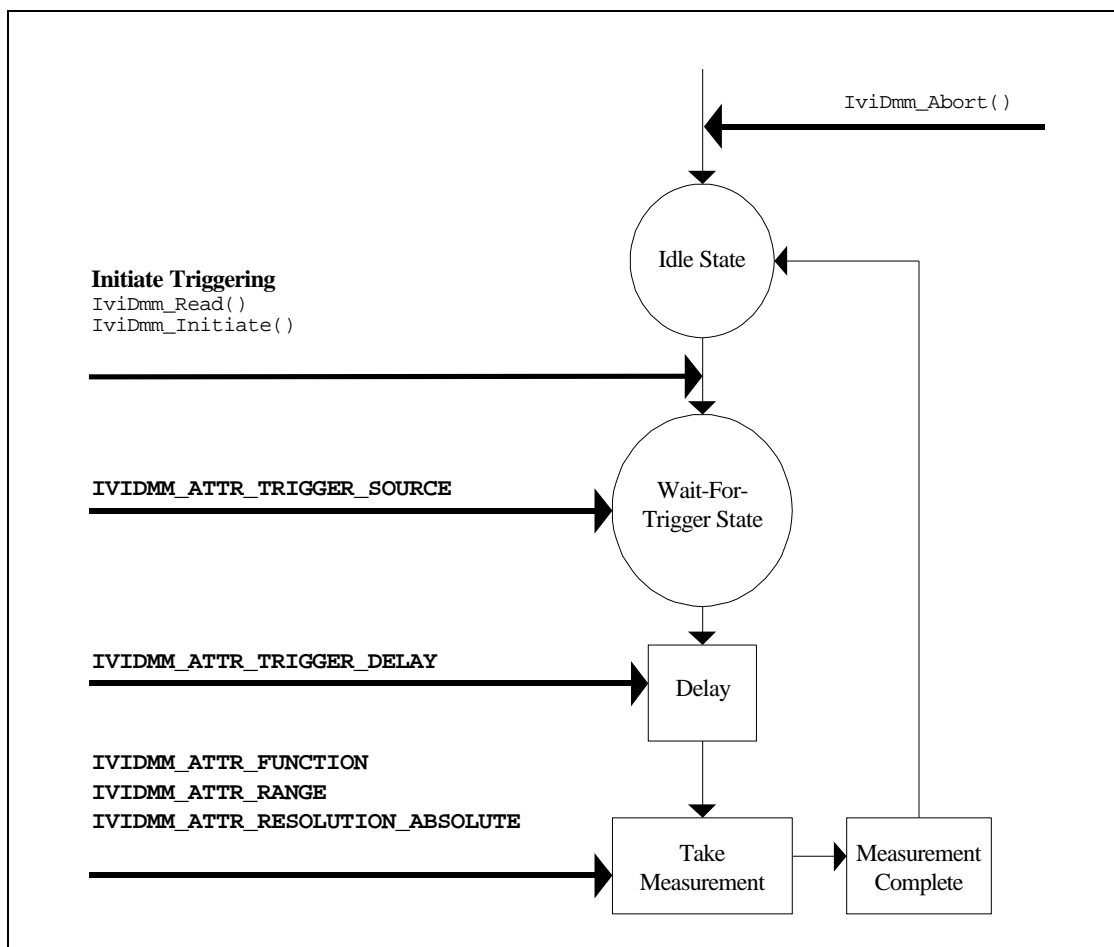 IviDmm_Abort()
Idle State
Initiate Triggering
IviDmm_Read()
IviDmm_Initiate()
IVIDMM_ATTR_TRIGGER_SOURCE
Wait-For-
Trigger State
IVIDMM_ATTR_TRIGGER_DELAY
Delay
IVIDMM_ATTR_FUNCTION
IVIDMM_ATTR_RANGE
IVIDMM_ATTR_RESOLUTION_ABSOLUTE
Take
Measurement
Measurement
Complete